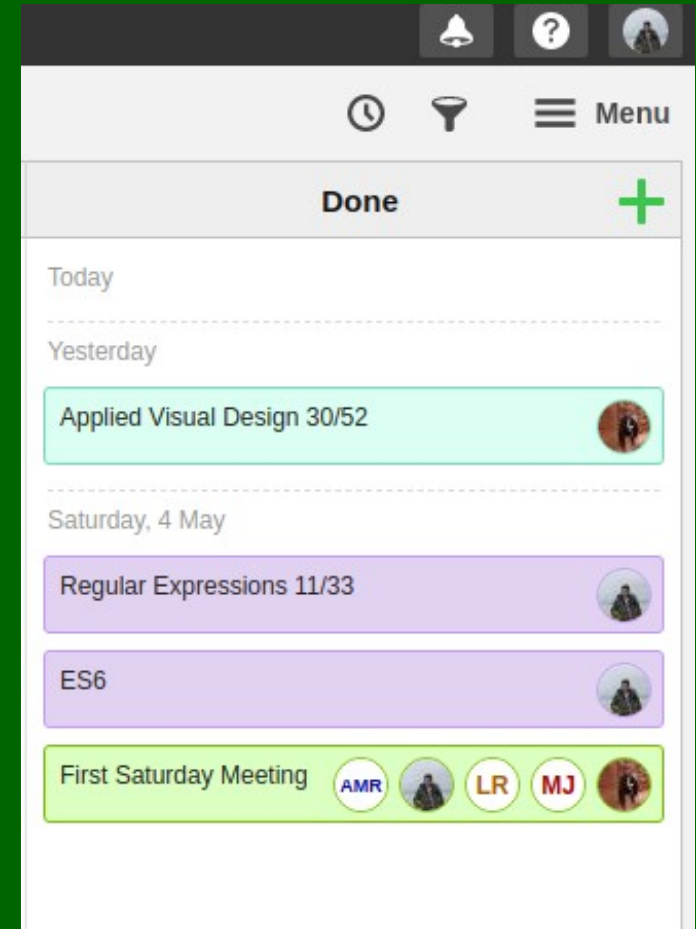 Menu
Done
Today
Yesterday
Applied Visual Design 30/52
Saturday, 4 May
Regular Expressions 11/33
ES6
First Saturday Meeting AMR LR MJ